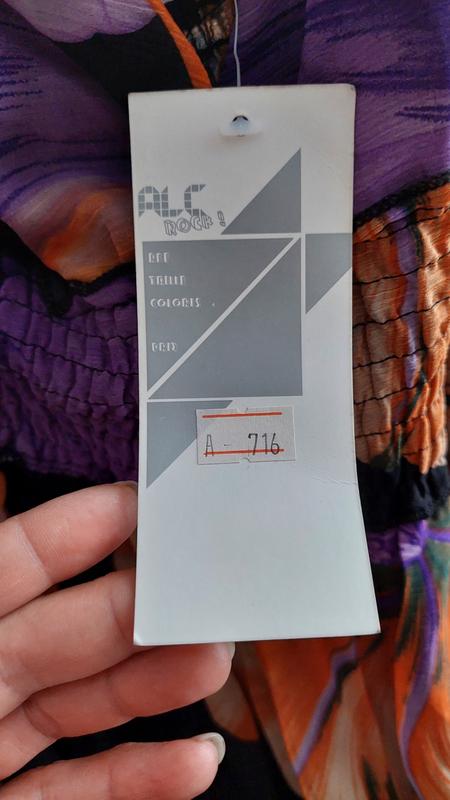 ALC
ROCK!
REF
TAILLE
COLORIS
PRIX
A - 716